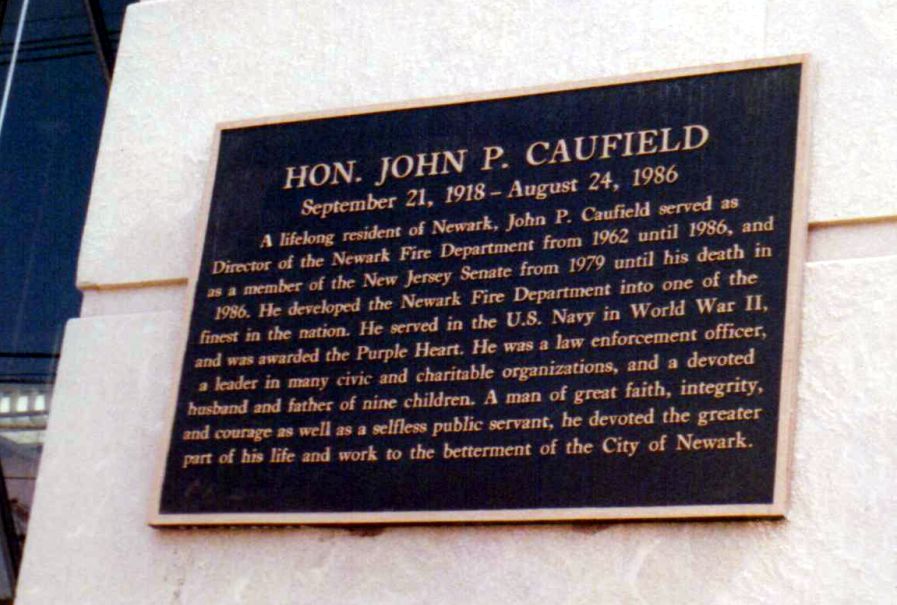 HON. JOHN P. CAUFIELD
September 21, 1918 – August 24, 1986
A lifelong resident of Newark, John P. Caufield served as
Director of the Newark Fire Department from 1962 until 1986, and
as a member of the New Jersey Senate from 1979 until his death in
1986. He developed the Newark Fire Department into one of the
finest in the nation. He served in the U.S. Navy in World War II,
and was awarded the Purple Heart. He was a law enforcement officer,
a leader in many civic and charitable organizations, and a devoted
husband and father of nine children. A man of great faith, integrity,
and courage as well as a selfless public servant, he devoted the greater
part of his life and work to the betterment of the City of Newark.